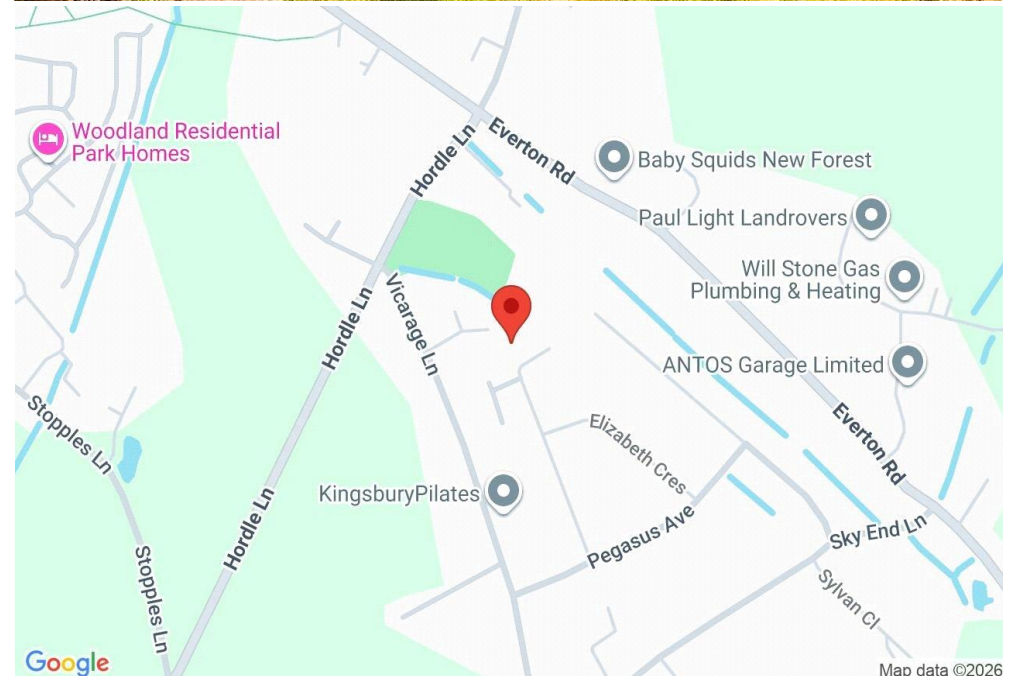 Woodland Residential
Park Homes
Hordle Ln
Everton Rd
Baby Squids New Forest
Paul Light Landrovers
Will Stone Gas
Plumbing & Heating
Vicarage Ln
Hordle Ln
ANTOS Garage Limited
Stopples Ln
Elizabeth Cres
Everton Rd
KingsburyPilates
Hordle Ln
Pegasus Ave
Sky End Ln
Stopples Ln
Sylvan Cl
Google
Map data ©2026